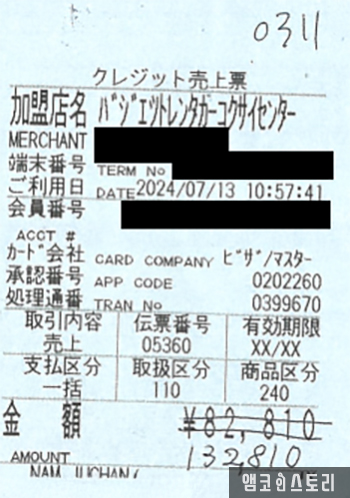 0311
クレジット売上票
加盟店名 バジェットレンタカーコクサイセンター
MERCHANT
端末番号 TERM No
ご利用日 DATE 2024/07/13 10:57:41
会員番号
ACCT #
カード会社 CARD COMPANY ビザ/マスター
承認番号 APP CODE 0202260
処理通番 TRAN No 0399670
取引内容 伝票番号 有効期限
売上 05360 XX/XX
支払区分 取扱区分 商品区分
一括 110 240
金額 ¥82,810
AMOUNT 132,810
앰코인스토리